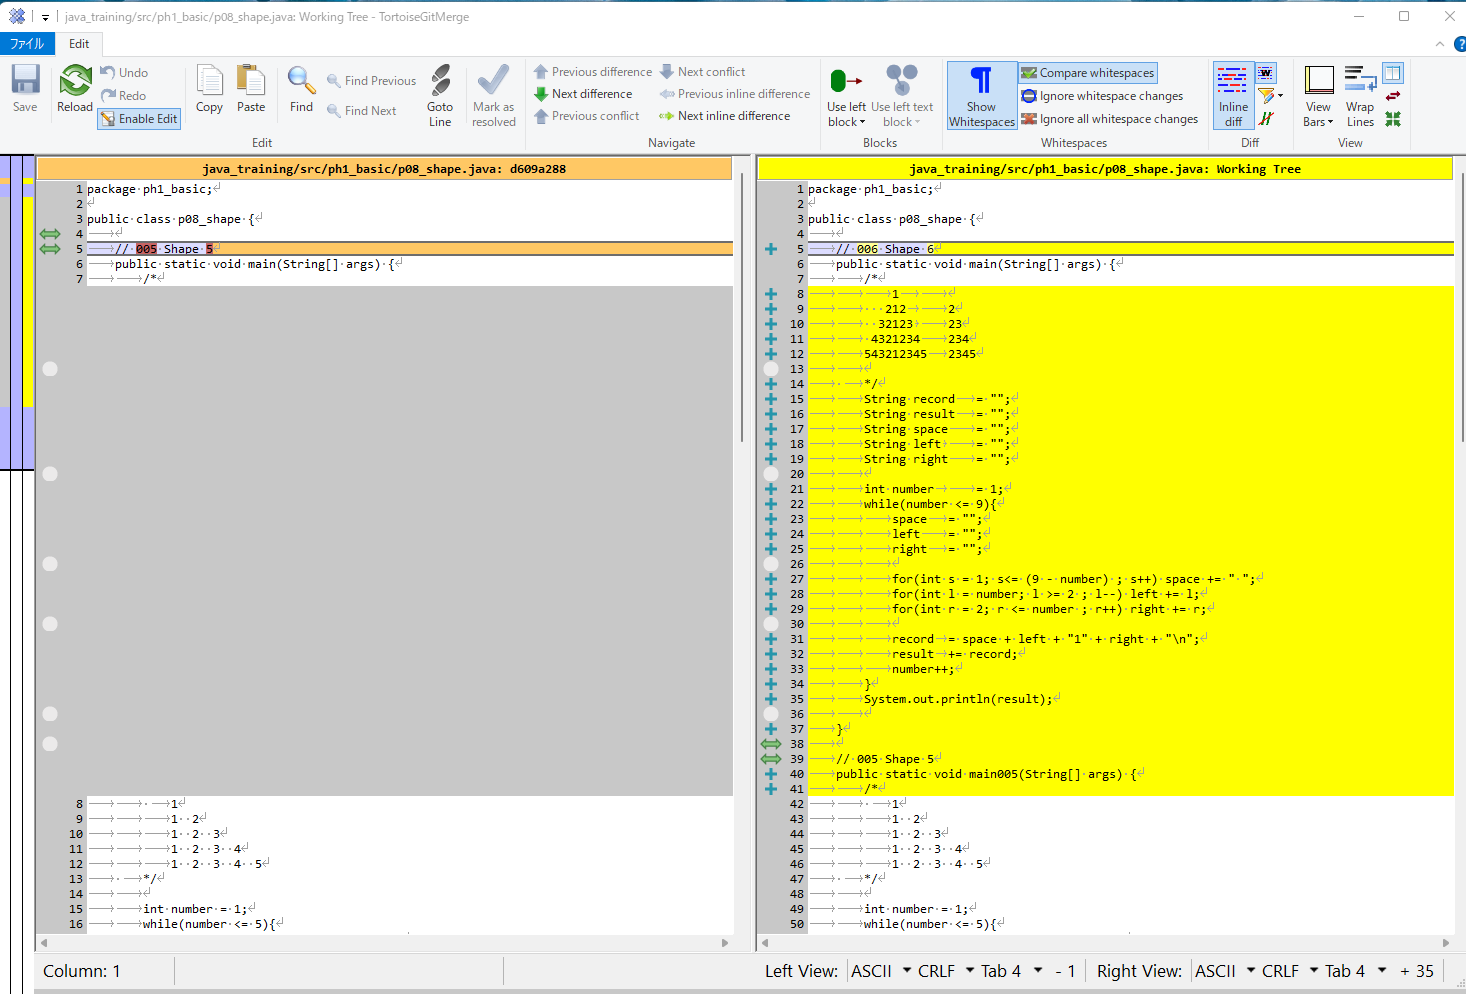 java_training/src/ph1_basic/p08_shape.java: Working Tree - TortoiseGitMerge
ファイル Edit
Save
Reload
Undo
Redo
Enable Edit
Copy
Paste
Find
Find Previous
Find Next
Goto Line
Mark as resolved
Edit
Previous difference
Next difference
Previous conflict
Next conflict
Previous inline difference
Next inline difference
Navigate
Use left block
Use left text block
Blocks
Show Whitespaces
Compare whitespaces
Ignore whitespace changes
Ignore all whitespace changes
Whitespaces
Inline diff
Diff
View Bars
Wrap Lines
View
java_training/src/ph1_basic/p08_shape.java: d609a288
1 package ph1_basic;
2
3 public class p08_shape {
4
5 // 005 Shape 5
6 public static void main(String[] args) {
7 /*
8 1
9 1 2
10 1 2 3
11 1 2 3 4
12 1 2 3 4 5
13 */
14
15 int number = 1;
16 while(number <= 5){
java_training/src/ph1_basic/p08_shape.java: Working Tree
1 package ph1_basic;
2
3 public class p08_shape {
4
5 // 006 Shape 6
6 public static void main(String[] args) {
7 /*
8 1
9 212 2
10 32123 23
11 4321234 234
12 543212345 2345
13
14 */
15 String record = "";
16 String result = "";
17 String space = "";
18 String left = "";
19 String right = "";
20
21 int number = 1;
22 while(number <= 9){
23 space = "";
24 left = "";
25 right = "";
26
27 for(int s = 1; s<= (9 - number) ; s++) space += " ";
28 for(int l = number; l >= 2 ; l--) left += l;
29 for(int r = 2; r <= number ; r++) right += r;
30
31 record = space + left + "1" + right + "\n";
32 result += record;
33 number++;
34 }
35 System.out.println(result);
36
37 }
38
39 // 005 Shape 5
40 public static void main005(String[] args) {
41 /*
42 1
43 1 2
44 1 2 3
45 1 2 3 4
46 1 2 3 4 5
47 */
48
49 int number = 1;
50 while(number <= 5){
Column: 1
Left View: ASCII CRLF Tab 4 - 1
Right View: ASCII CRLF Tab 4 + 35